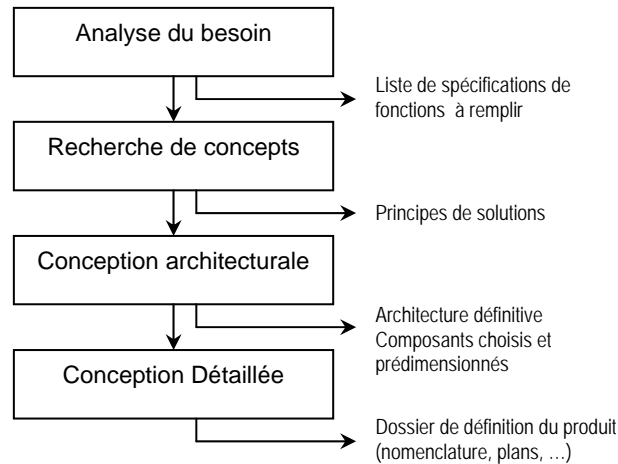 Analyse du besoin
Liste de spécifications de
fonctions à remplir
Recherche de concepts
Principes de solutions
Conception architecturale
Architecture définitive
Composants choisis et
prédimensionnés
Conception Détaillée
Dossier de définition du produit
(nomenclature, plans, ...)